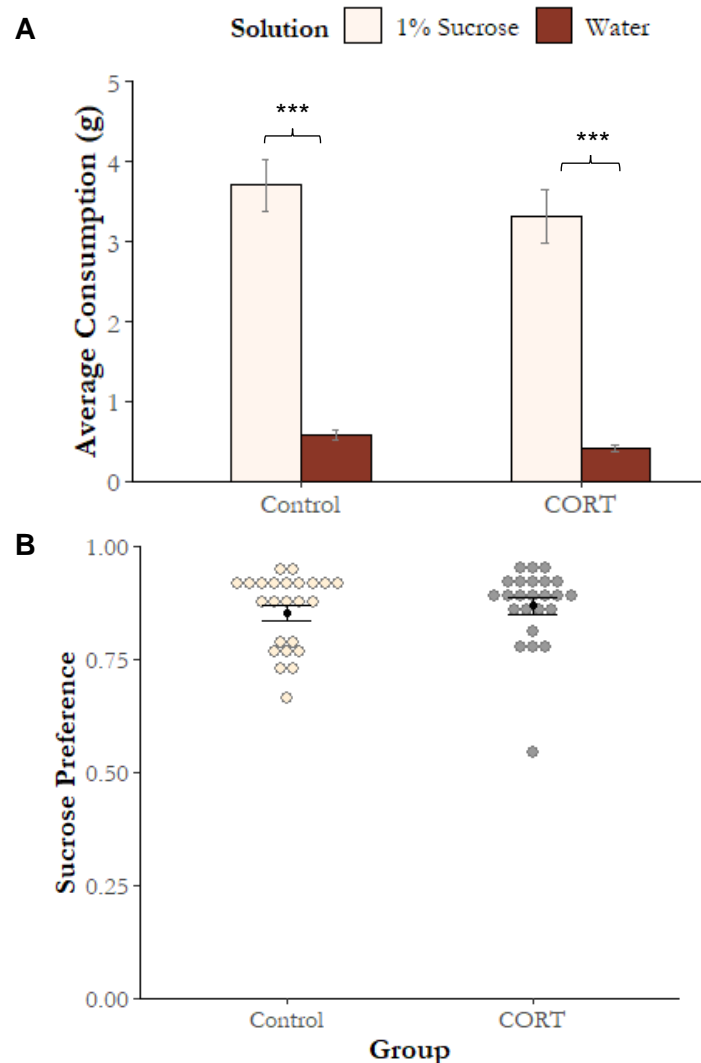 A
Solution 1% Sucrose Water
Average Consumption (g)
5
4
3
2
1
0
***
***
Control CORT
B
Sucrose Preference
1.00
0.75
0.50
0.25
0.00
Control CORT
Group